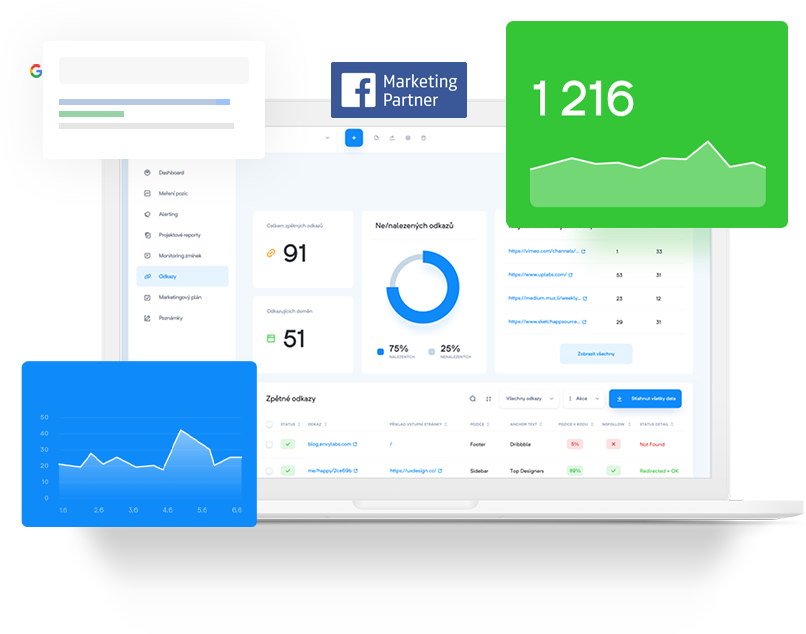 Marketing
Partner
1 216
Dashboard
Měření pozic
Alerting
Projektové reporty
Monitoring zmínek
Odkazy
Marketingový plán
Poznámky
Celkem zpětných odkazů
91
Odkazujících domén
51
Ne/nalezených odkazů
75%
NALEZENÝCH
25%
NENALEZENÝCH
https://vimeo.com/channels/... 1 33
https://www.uplabs.com/ 53 31
https://medium.muz.li/weekly... 23 12
https://www.sketchappsource... 29 31
Zobrazit všechny
50
40
30
20
10
0
1.6 2.6 3.6 4.6 5.6 6.6
Zpětné odkazy
Všechny odkazy
Akce
Stáhnout všetky data
STATUS ODKAZ PŘÍKLAD VSTUPNÍ STRÁNKY POZICE ANCHOR TEXT POZICE V KÓDU NOFOLLOW STATUS DETAIL
blog.envylabs.com / Footer Dribbble 5% Not Found
me/happy/2ce69b https://uxdesign.cc/ Sidebar Top Designers 89% Redirected + OK